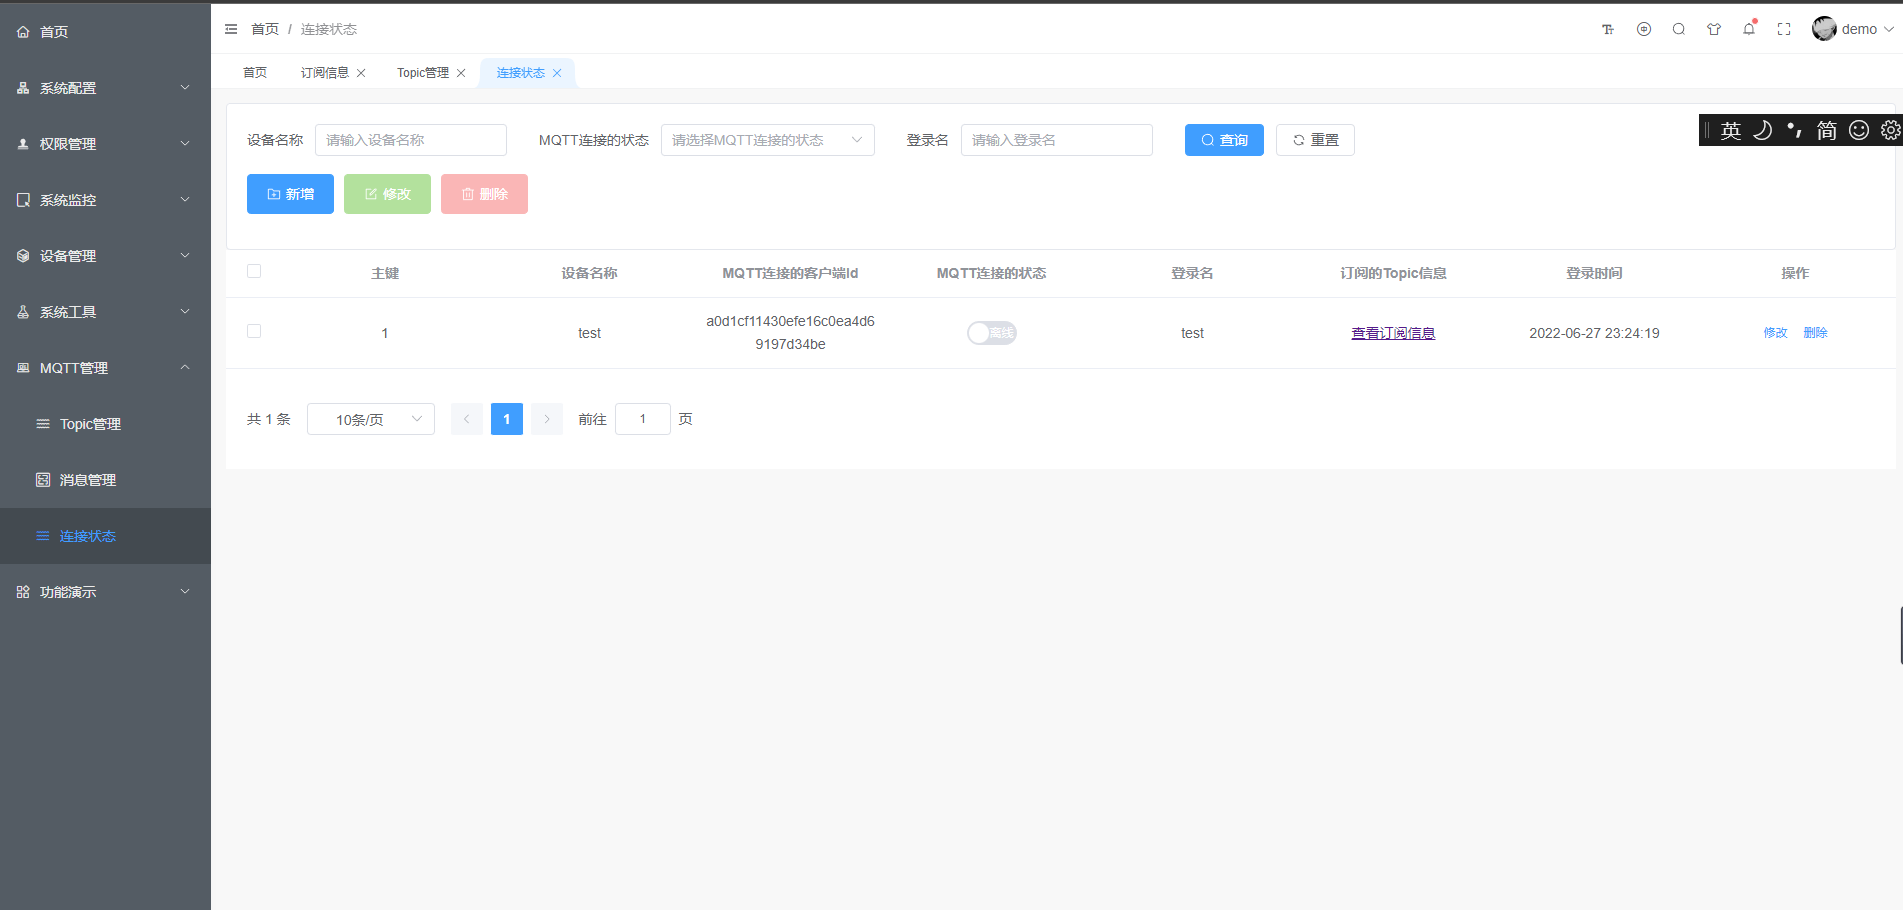 首页
系统配置
权限管理
系统监控
设备管理
系统工具
MQTT管理
Topic管理
消息管理
连接状态
功能演示
首页 / 连接状态
demo
首页 订阅信息 Topic管理 连接状态
设备名称 请输入设备名称 MQTT连接的状态 请选择MQTT连接的状态 登录名 请输入登录名 查询 重置
英 简
新增 修改 删除
主键 设备名称 MQTT连接的客户端Id MQTT连接的状态 登录名 订阅的Topic信息 登录时间 操作
1 test a0d1cf11430efe16c0ea4d6
9197d34be 离线 test 查看订阅信息 2022-06-27 23:24:19 修改 删除
共 1 条 10条/页 1 前往 1 页